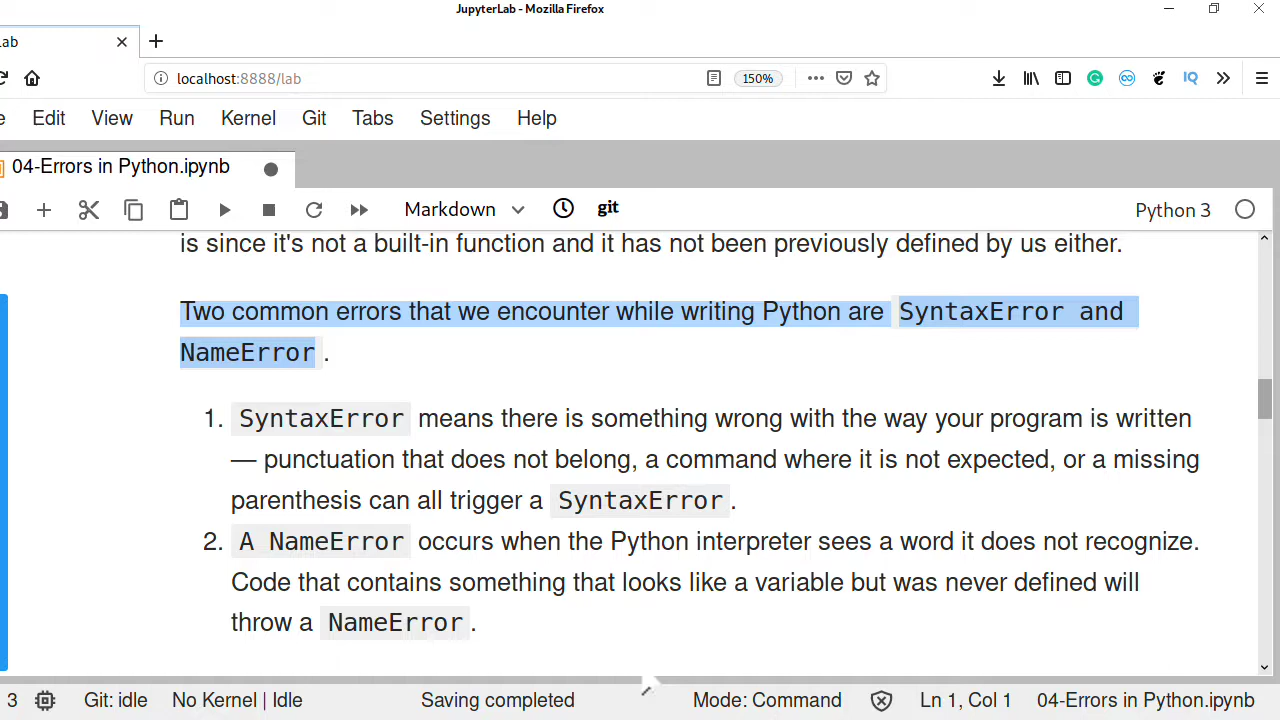 JupyterLab - Mozilla Firefox
ab
localhost:8888/lab
150%
IQ
e Edit View Run Kernel Git Tabs Settings Help
04-Errors in Python.ipynb
Markdown git Python 3
is since it's not a built-in function and it has not been previously defined by us either.
Two common errors that we encounter while writing Python are SyntaxError and
NameError .
1. SyntaxError means there is something wrong with the way your program is written
— punctuation that does not belong, a command where it is not expected, or a missing
parenthesis can all trigger a SyntaxError .
2. A NameError occurs when the Python interpreter sees a word it does not recognize.
Code that contains something that looks like a variable but was never defined will
throw a NameError .
3 Git: idle No Kernel | Idle Saving completed Mode: Command Ln 1, Col 1 04-Errors in Python.ipynb